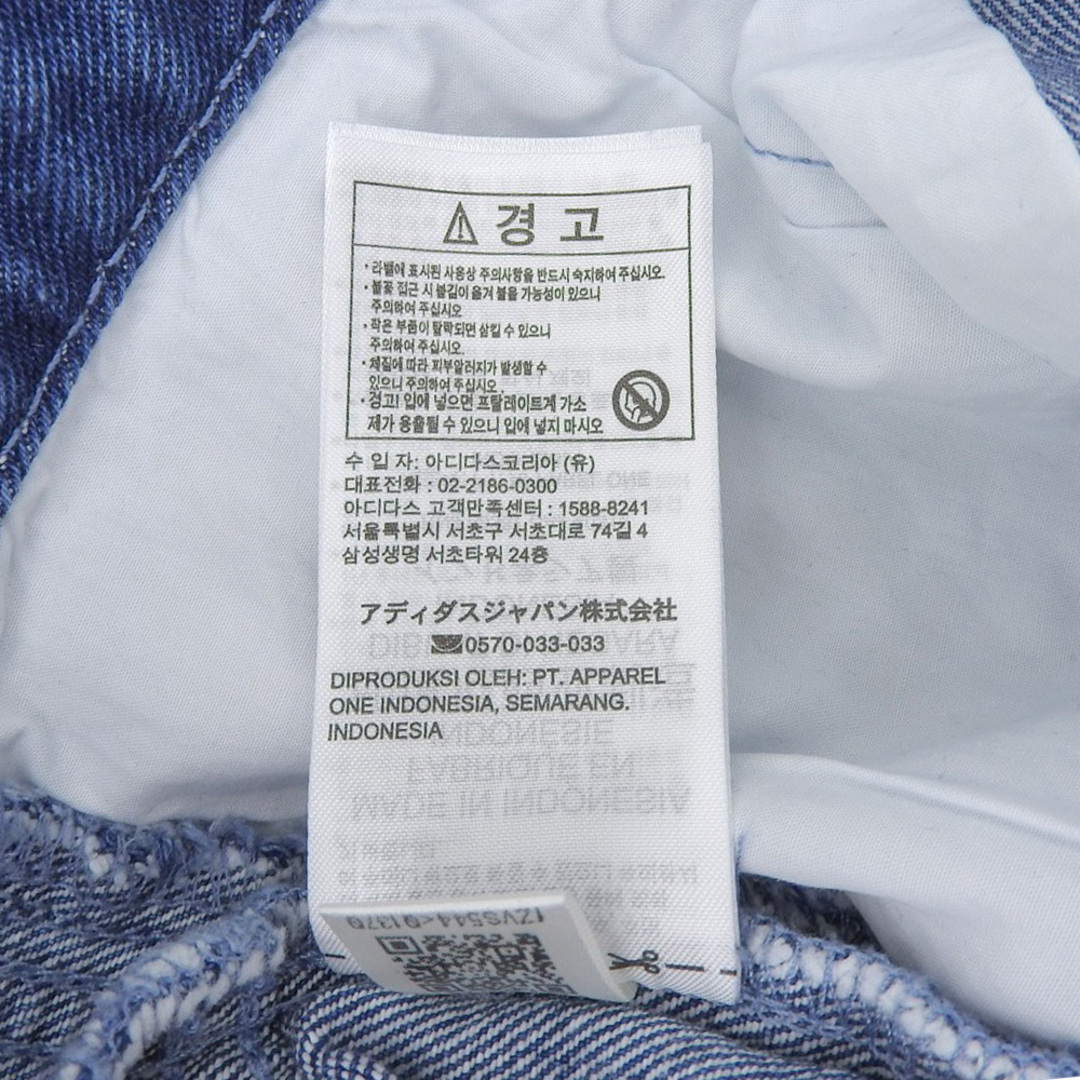 ⚠ 경 고
· 라벨에 표시된 사용상 주의사항을 반드시 숙지하여 주십시오.
· 불꽃 접근 시 불길이 옮겨 붙을 가능성이 있으니
주의하여 주십시오
· 작은 부품이 탈락되면 삼킬 수 있으니
주의하여 주십시오.
· 체질에 따라 피부알러지가 발생할 수
있으니 주의하여 주십시오.
· 경고! 입에 넣으면 프탈레이트계 가소
제가 용출될 수 있으니 입에 넣지 마시오
수 입 자: 아디다스코리아 (유)
대표전화 : 02-2186-0300
아디다스 고객만족센터 : 1588-8241
서울특별시 서초구 서초대로 74길 4
삼성생명 서초타워 24층
アディダスジャパン株式会社
0570-033-033
DIPRODUKSI OLEH: PT. APPAREL
ONE INDONESIA, SEMARANG.
INDONESIA
MADE IN INDONESIA
FABRIQUE EN
INDONESIE